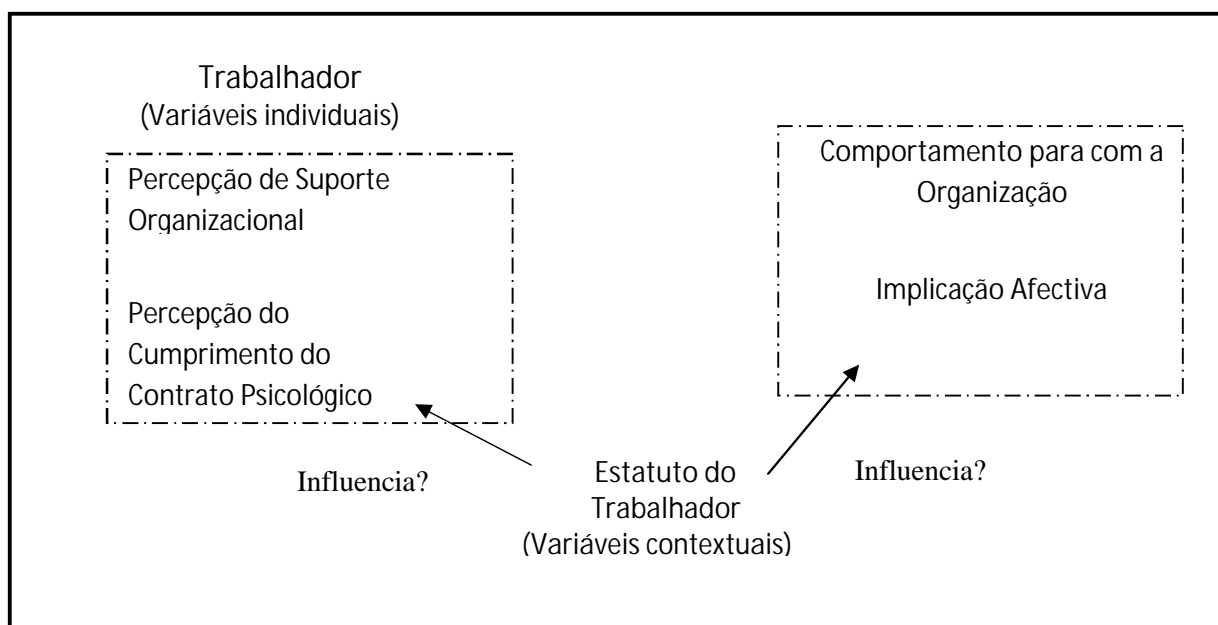 Trabalhador
(Variáveis individuais)
Percepção de Suporte
Organizacional
Percepção do
Cumprimento do
Contrato Psicológico
Comportamento para com a
Organização
Implicação Afectiva
Influencia?
Estatuto do
Trabalhador
(Variáveis contextuais)
Influencia?